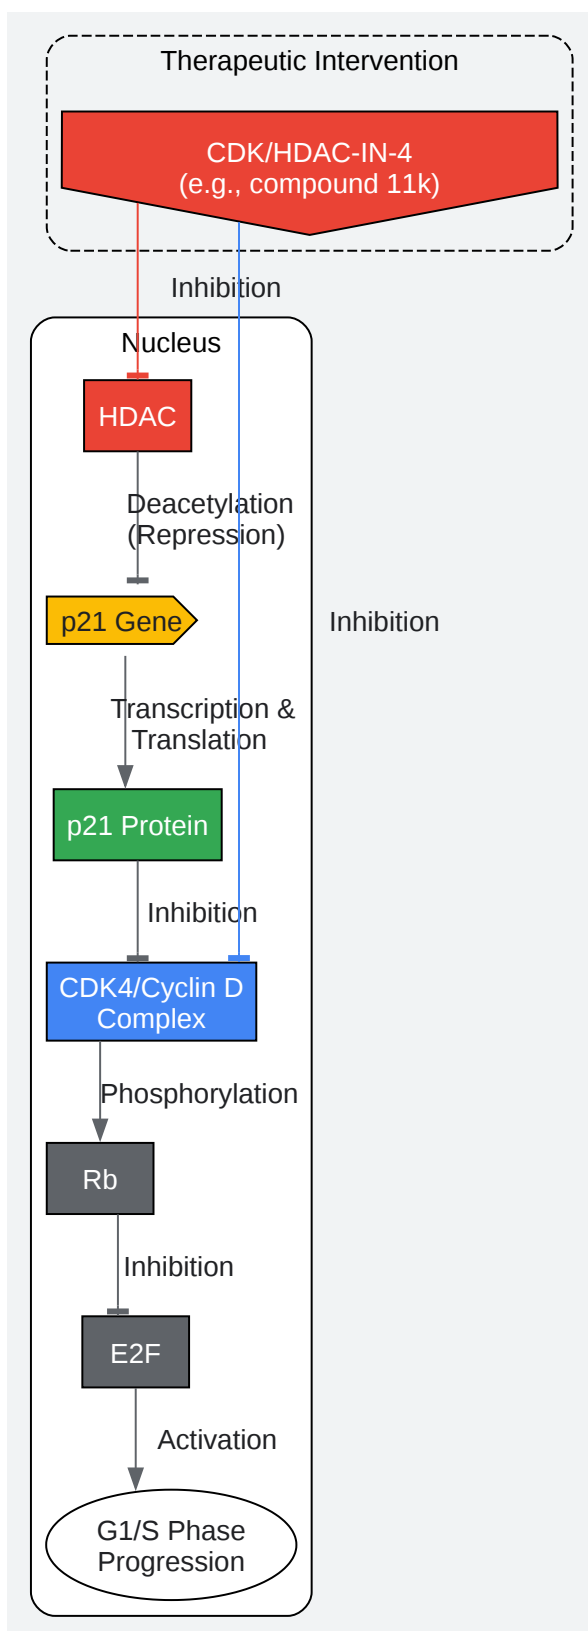 Therapeutic Intervention
CDK/HDAC-IN-4
(e.g., compound 11k)
Inhibition
Nucleus
HDAC
Deacetylation
(Repression)
p21 Gene
Inhibition
Transcription &
Translation
p21 Protein
Inhibition
CDK4/Cyclin D
Complex
Phosphorylation
Rb
Inhibition
E2F
Activation
G1/S Phase
Progression